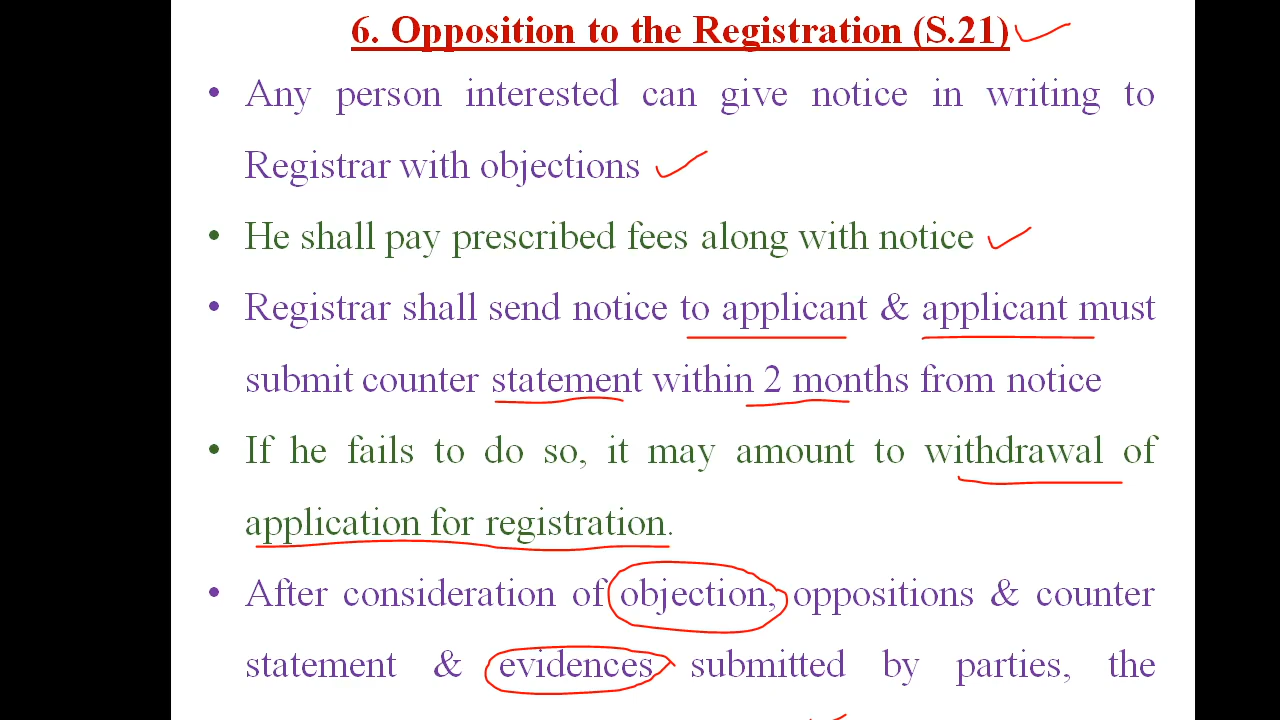 6. Opposition to the Registration (S.21)
• Any person interested can give notice in writing to
Registrar with objections
• He shall pay prescribed fees along with notice
• Registrar shall send notice to applicant & applicant must
submit counter statement within 2 months from notice
• If he fails to do so, it may amount to withdrawal of
application for registration.
• After consideration of objection, oppositions & counter
statement & evidences submitted by parties, the